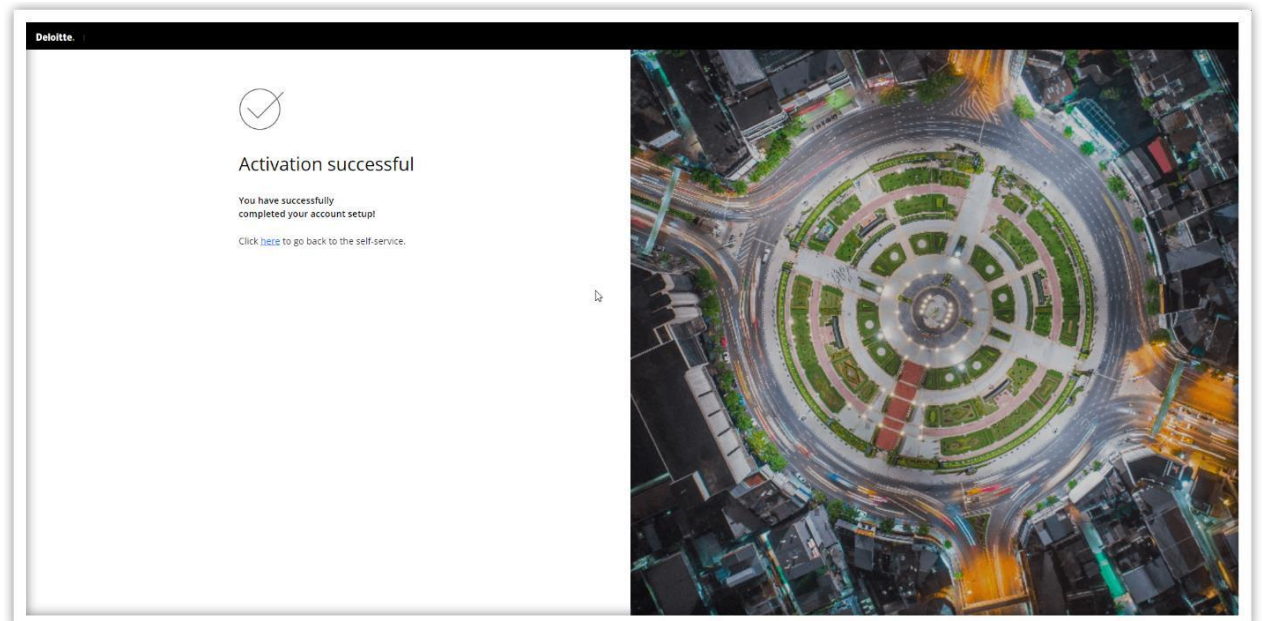 Deloitte.
Activation successful
You have successfully
completed your account setup!
Click here to go back to the self-service.